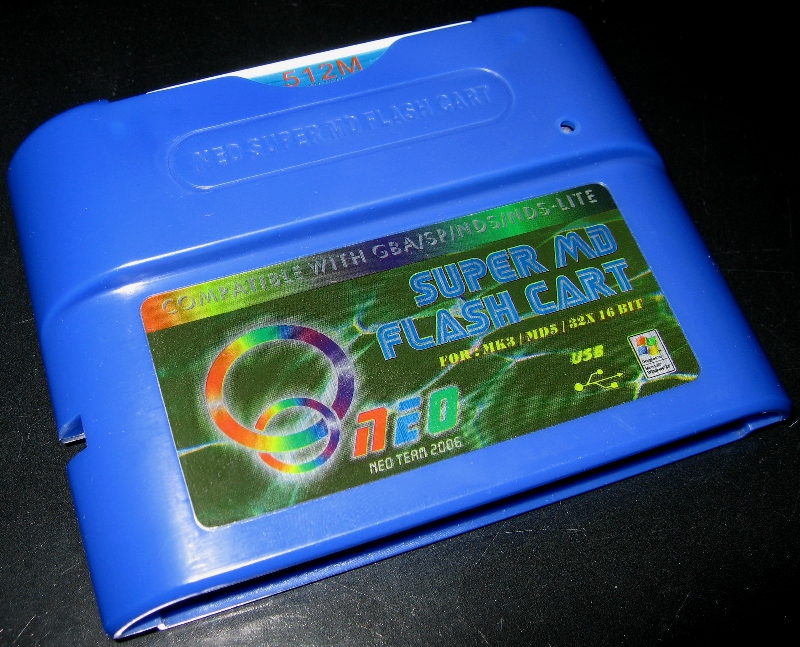 512M
NEO SUPER MD FLASH CART
COMPATIBLE WITH GBA/SP/NDS/NDS-LITE
SUPER MD
FLASH CART
FOR : MK3 / MD5 / 32X 16 BIT
USB
NEO
NEO TEAM 2006